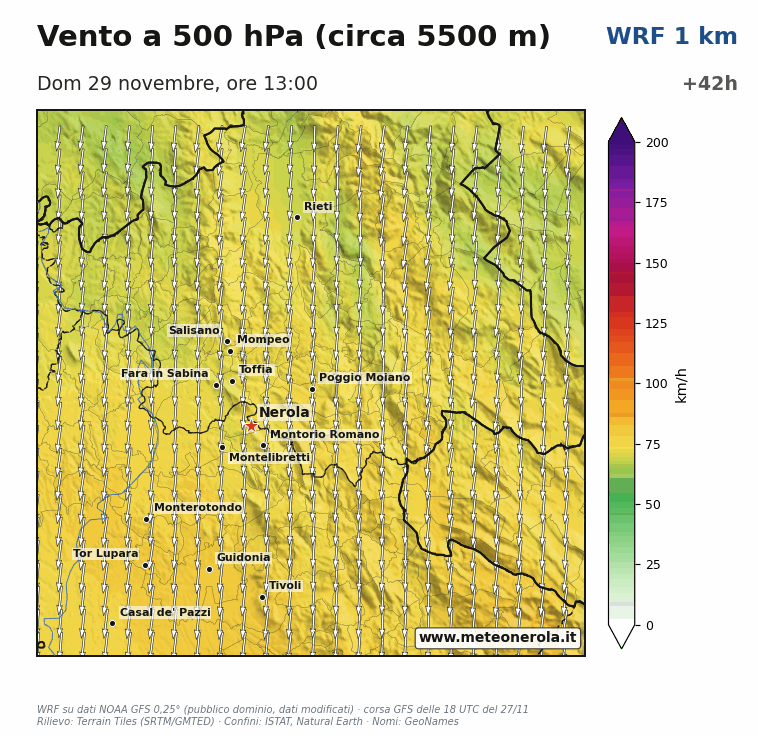 Vento a 500 hPa (circa 5500 m)
WRF 1 km
Dom 29 novembre, ore 13:00
+42h
Rieti
Salisano
Mompeo
Toffia
Fara in Sabina
Poggio Moiano
Nerola
Montorio Romano
Montelibretti
Monterotondo
Tor Lupara
Guidonia
Tivoli
Casal de' Pazzi
www.meteonerola.it
200
175
150
125
100
75
50
25
0
km/h
WRF su dati NOAA GFS 0,25° (pubblico dominio, dati modificati) · corsa GFS delle 18 UTC del 27/11
Rilievo: Terrain Tiles (SRTM/GMTED) · Confini: ISTAT, Natural Earth · Nomi: GeoNames